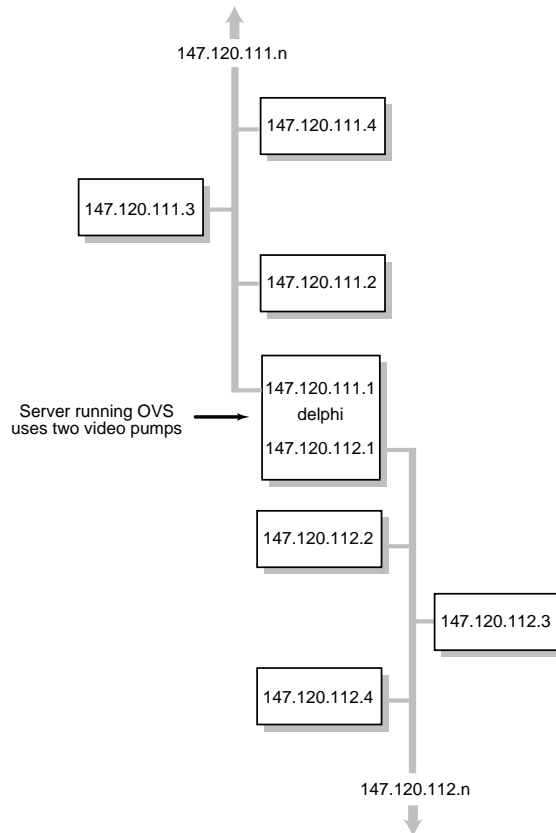 147.120.111.n
147.120.111.4
147.120.111.3
147.120.111.2
147.120.111.1
delphi
147.120.112.1
Server running OVS
uses two video pumps
147.120.112.2
147.120.112.3
147.120.112.4
147.120.112.n